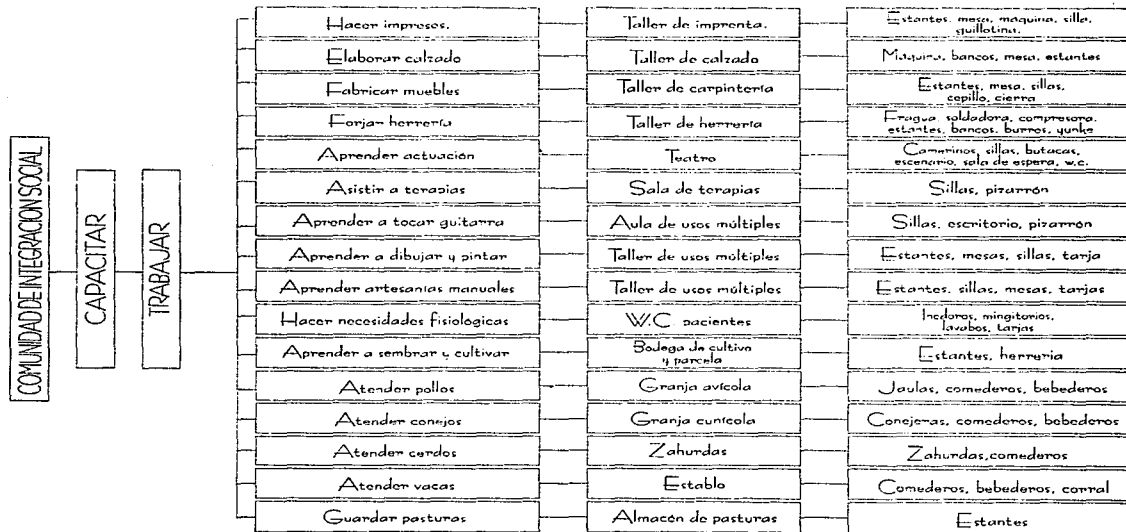 COMUNIDAD DE INTEGRACION SOCIAL
CAPACITAR
TRABAJAR
Hacer impresos.
Taller de imprenta.
Estantes, mesa, maquina, silla,
guillotina.
Elaborar calzado
Taller de calzado
Maquina, bancos, mesa, estantes
Fabricar muebles
Taller de carpintería
Estantes, mesa, sillas,
cepillo, cierra
Forjar herrería
Taller de herrería
Fragua, soldadora, compresora,
estantes, bancos, burros, yunke
Aprender actuación
Teatro
Camerinos, sillas, butacas,
escenario, sala de espera, w.c.
Asistir a terapias
Sala de terapias
Sillas, pizarrón
Aprender a tocar guitarra
Aula de usos múltiples
Sillas, escritorio, pizarrón
Aprender a dibujar y pintar
Taller de usos múltiples
Estantes, mesas, sillas, tarja
Aprender artesanías manuales
Taller de usos múltiples
Estantes, sillas, mesas, tarjas
Hacer necesidades fisiológicas
W.C. pacientes
Inodoros, mingitorios,
lavabos, tarjas
Aprender a sembrar y cultivar
Bodega de cultivo
y parcela
Estantes, herreria
Atender pollos
Granja avícola
Jaulas, comederos, bebederos
Atender conejos
Granja cunícola
Conejeras, comederos, bebederos
Atender cerdos
Zahurdas
Zahurdas,comederos
Atender vacas
Establo
Comederos, bebederos, corral
Guardar pasturas
Almacén de pasturas
Estantes